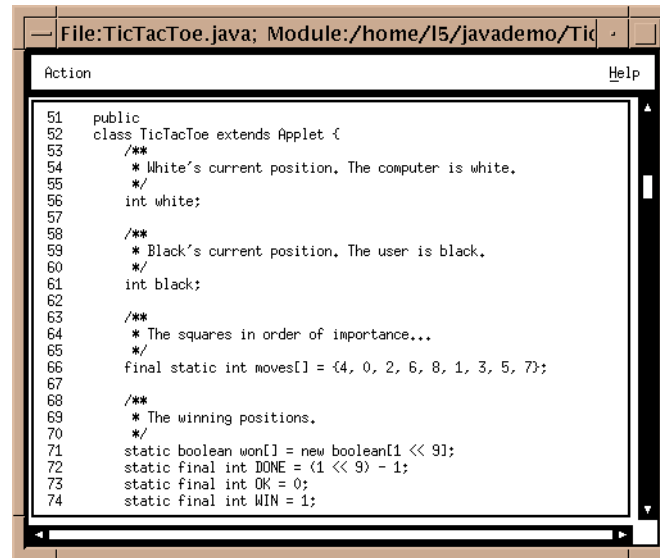 File:TicTacToe.java; Module:/home/l5/javademo/Tic
Action Help
51 public
52 class TicTacToe extends Applet {
53 /**
54 * White's current position. The computer is white.
55 */
56 int white;
57
58 /**
59 * Black's current position. The user is black.
60 */
61 int black;
62
63 /**
64 * The squares in order of importance...
65 */
66 final static int moves[] = {4, 0, 2, 6, 8, 1, 3, 5, 7};
67
68 /**
69 * The winning positions.
70 */
71 static boolean won[] = new boolean[1 << 9];
72 static final int DONE = (1 << 9) - 1;
73 static final int OK = 0;
74 static final int WIN = 1;